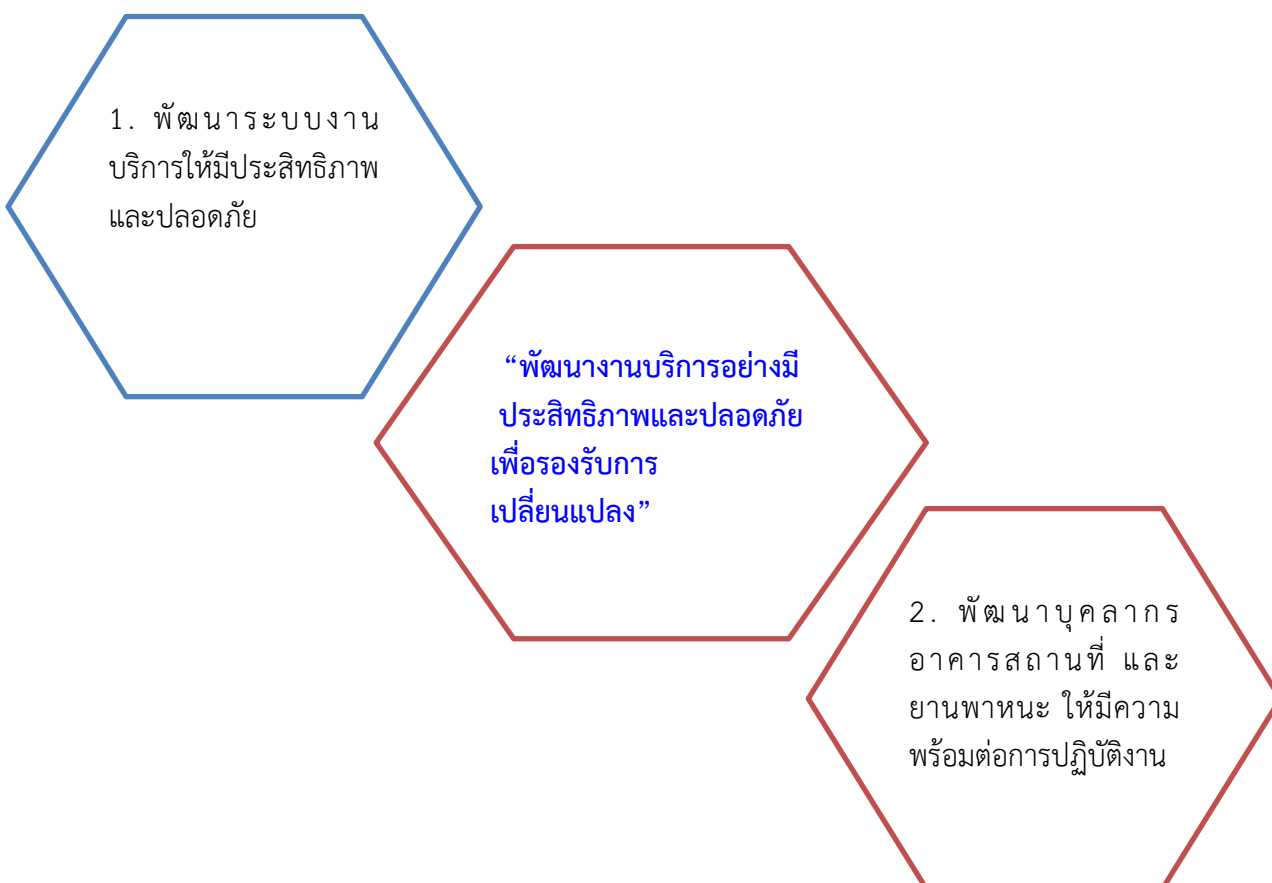 1. พัฒนาระบบงาน
บริการให้มีประสิทธิภาพ
และปลอดภัย
“พัฒนางานบริการอย่างมี
ประสิทธิภาพและปลอดภัย
เพื่อรองรับการ
เปลี่ยนแปลง”
2. พัฒนาบุคลากร
อาคารสถานที่ และ
ยานพาหนะ ให้มีความ
พร้อมต่อการปฏิบัติงาน